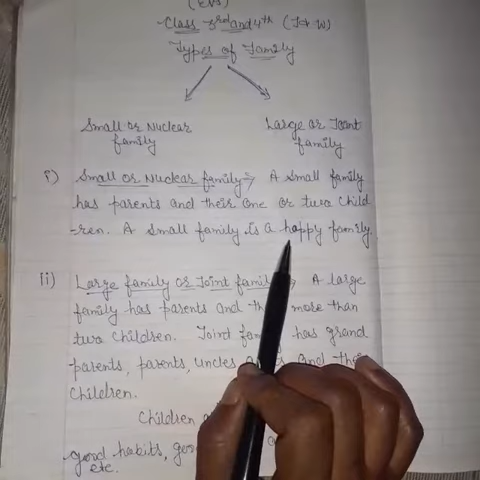 (EVS)
Class 3rd and 4th (I & W)
Types of Family
Small or Nuclear family
Large or Joint family
i) Small or Nuclear family ⇒ A small family
has parents and their one or two child
-ren. A small family is a happy family.
ii) Large family or Joint family A large
family has parents and more than
two children. Joint has grand
parents, parents, uncles and their
children.
Children
good habits,
etc.